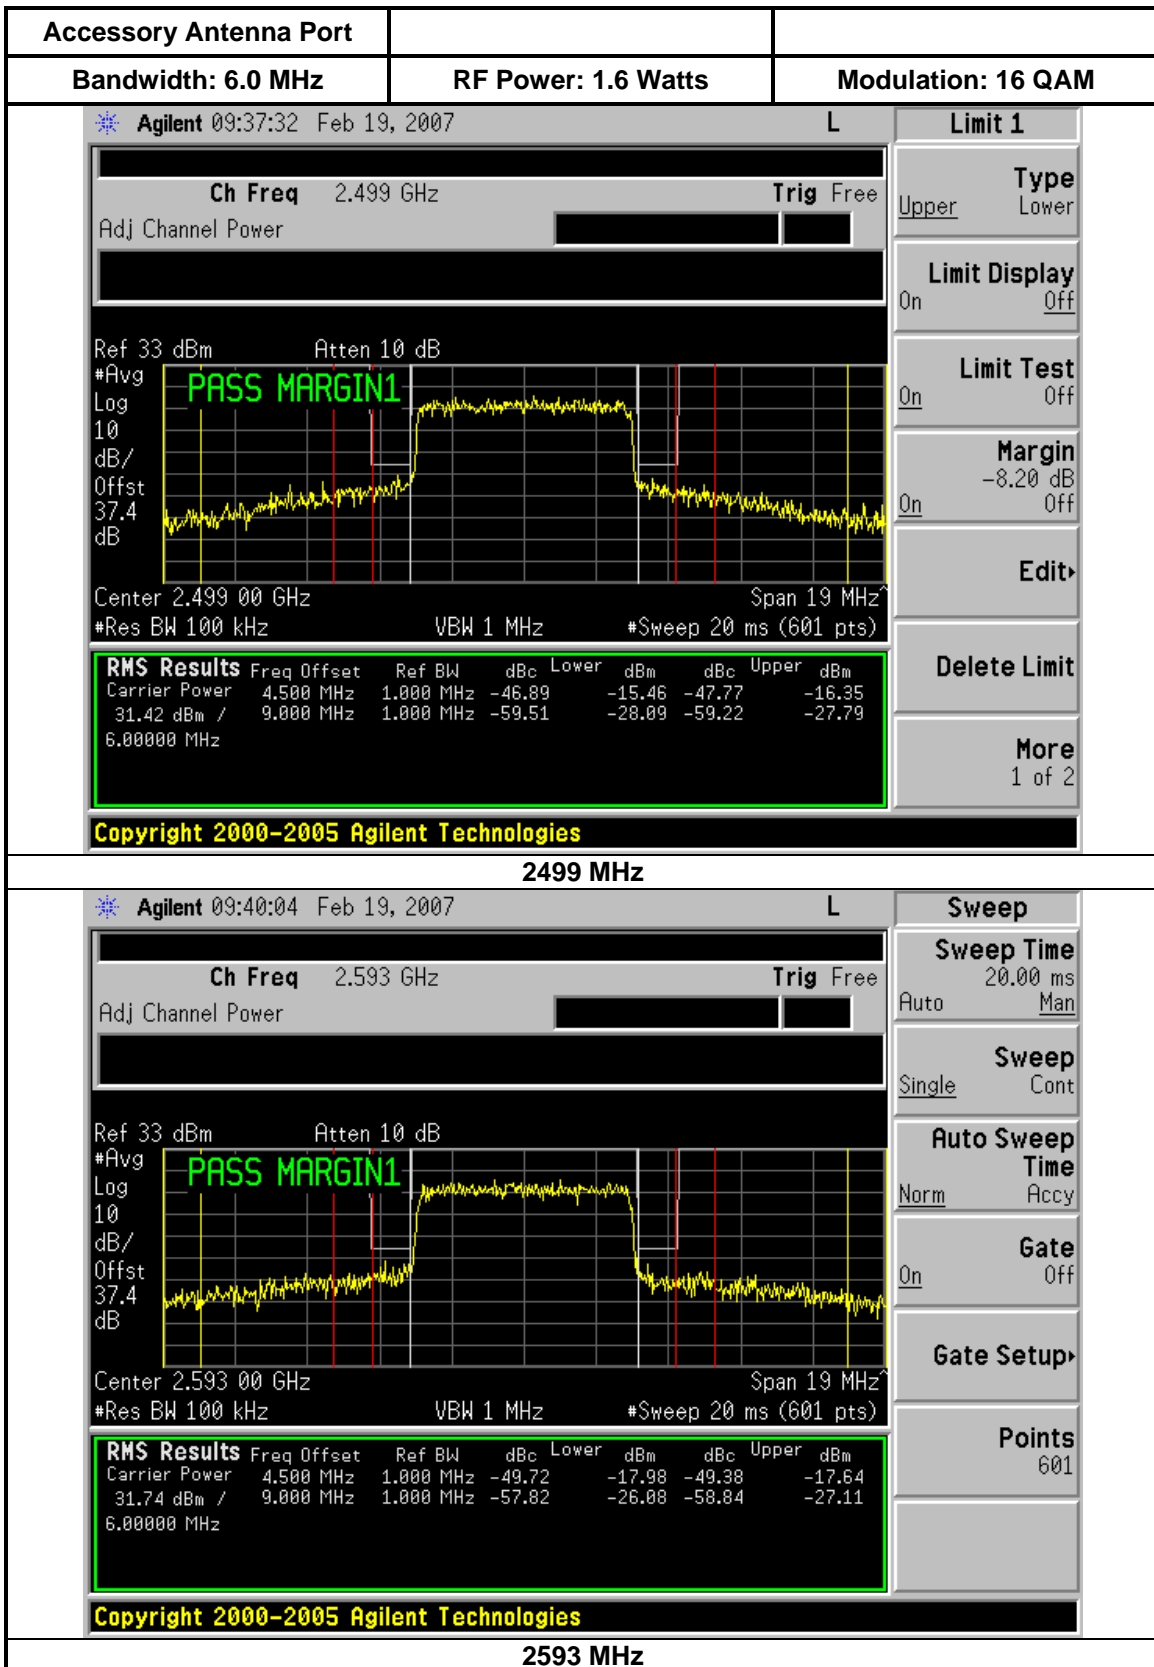 Accessory Antenna Port
Bandwidth: 6.0 MHz RF Power: 1.6 Watts Modulation: 16 QAM
Agilent 09:37:32 Feb 19, 2007 L Limit 1
Ch Freq 2.499 GHz Trig Free
Adj Channel Power
Type
Upper Lower
Limit Display
On Off
Ref 33 dBm Atten 10 dB
#Avg
Log
10
dB/
Offst
37.4
dB
PASS MARGIN1
Limit Test
On Off
Margin
-8.20 dB
On Off
Edit
Center 2.499 00 GHz Span 19 MHz^
#Res BW 100 kHz VBW 1 MHz #Sweep 20 ms (601 pts)
RMS Results Freq Offset Ref BW dBc Lower dBm dBc Upper dBm
Carrier Power 4.500 MHz 1.000 MHz -46.89 -15.46 -47.77 -16.35
31.42 dBm / 9.000 MHz 1.000 MHz -59.51 -28.09 -59.22 -27.79
6.00000 MHz
Delete Limit
More
1 of 2
Copyright 2000-2005 Agilent Technologies
2499 MHz
Agilent 09:40:04 Feb 19, 2007 L Sweep
Ch Freq 2.593 GHz Trig Free
Adj Channel Power
Sweep Time
20.00 ms
Auto Man
Sweep
Single Cont
Ref 33 dBm Atten 10 dB
#Avg
Log
10
dB/
Offst
37.4
dB
PASS MARGIN1
Auto Sweep
Time
Norm Accy
Gate
On Off
Gate Setup
Center 2.593 00 GHz Span 19 MHz^
#Res BW 100 kHz VBW 1 MHz #Sweep 20 ms (601 pts)
RMS Results Freq Offset Ref BW dBc Lower dBm dBc Upper dBm
Carrier Power 4.500 MHz 1.000 MHz -49.72 -17.98 -49.38 -17.64
31.74 dBm / 9.000 MHz 1.000 MHz -57.82 -26.08 -58.84 -27.11
6.00000 MHz
Points
601
Copyright 2000-2005 Agilent Technologies
2593 MHz